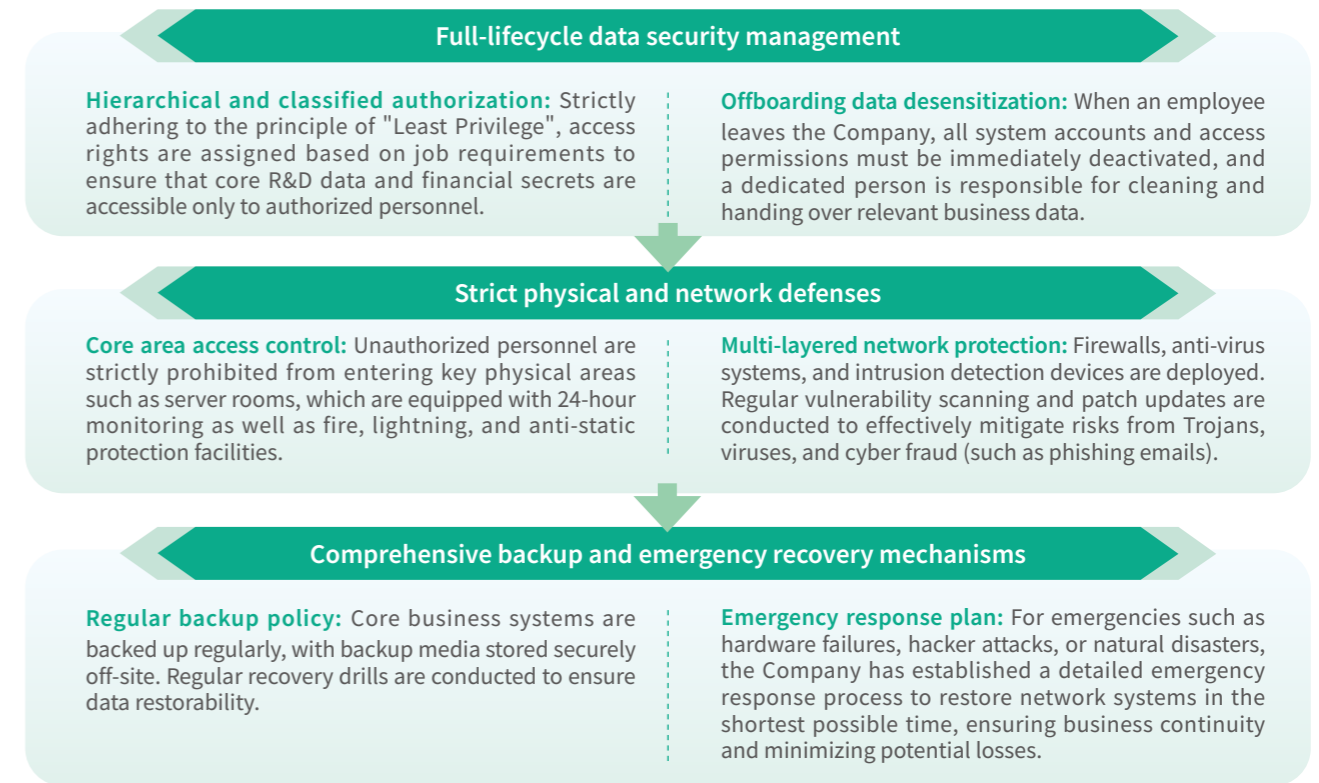 Full-lifecycle data security management
Hierarchical and classified authorization: Strictly
adhering to the principle of "Least Privilege", access
rights are assigned based on job requirements to
ensure that core R&D data and financial secrets are
accessible only to authorized personnel.
Offboarding data desensitization: When an employee
leaves the Company, all system accounts and access
permissions must be immediately deactivated, and
a dedicated person is responsible for cleaning and
handing over relevant business data.
Strict physical and network defenses
Core area access control: Unauthorized personnel are
strictly prohibited from entering key physical areas
such as server rooms, which are equipped with 24-hour
monitoring as well as fire, lightning, and anti-static
protection facilities.
Multi-layered network protection: Firewalls, anti-virus
systems, and intrusion detection devices are deployed.
Regular vulnerability scanning and patch updates are
conducted to effectively mitigate risks from Trojans,
viruses, and cyber fraud (such as phishing emails).
Comprehensive backup and emergency recovery mechanisms
Regular backup policy: Core business systems are
backed up regularly, with backup media stored securely
off-site. Regular recovery drills are conducted to ensure
data restorability.
Emergency response plan: For emergencies such as
hardware failures, hacker attacks, or natural disasters,
the Company has established a detailed emergency
response process to restore network systems in the
shortest possible time, ensuring business continuity
and minimizing potential losses.